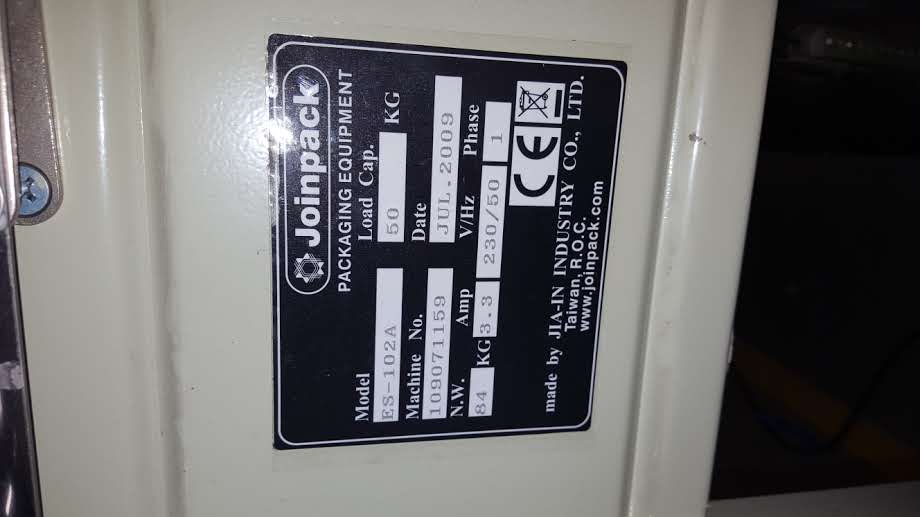 Joinpack
PACKAGING EQUIPMENT
Model Load Cap.
ES-102A 50 KG
Machine No. Date
109071159 JUL.2009
N.W. Amp V/Hz Phase
84 KG 3.3 230/50 1
CE
made by JIA-IN INDUSTRY CO., LTD.
Taiwan, R.O.C.
www.joinpack.com